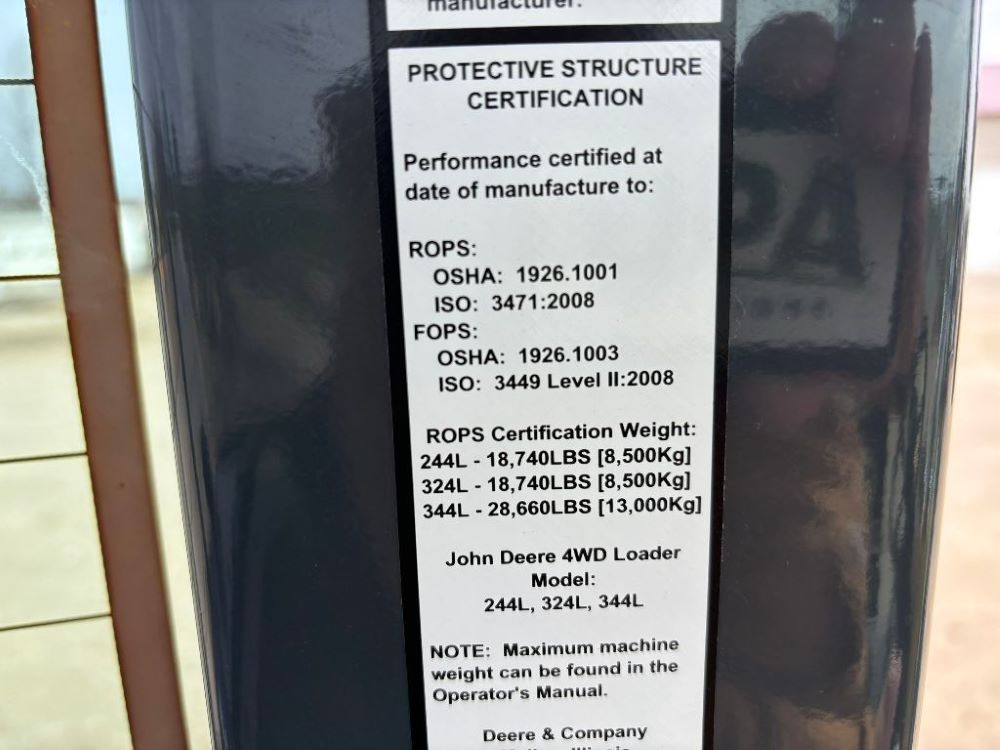 manufacturer.
PROTECTIVE STRUCTURE
CERTIFICATION
Performance certified at
date of manufacture to:
ROPS:
OSHA: 1926.1001
ISO: 3471:2008
FOPS:
OSHA: 1926.1003
ISO: 3449 Level II:2008
ROPS Certification Weight:
244L - 18,740LBS [8,500Kg]
324L - 18,740LBS [8,500Kg]
344L - 28,660LBS [13,000Kg]
John Deere 4WD Loader
Model:
244L, 324L, 344L
NOTE: Maximum machine
weight can be found in the
Operator's Manual.
Deere & Company